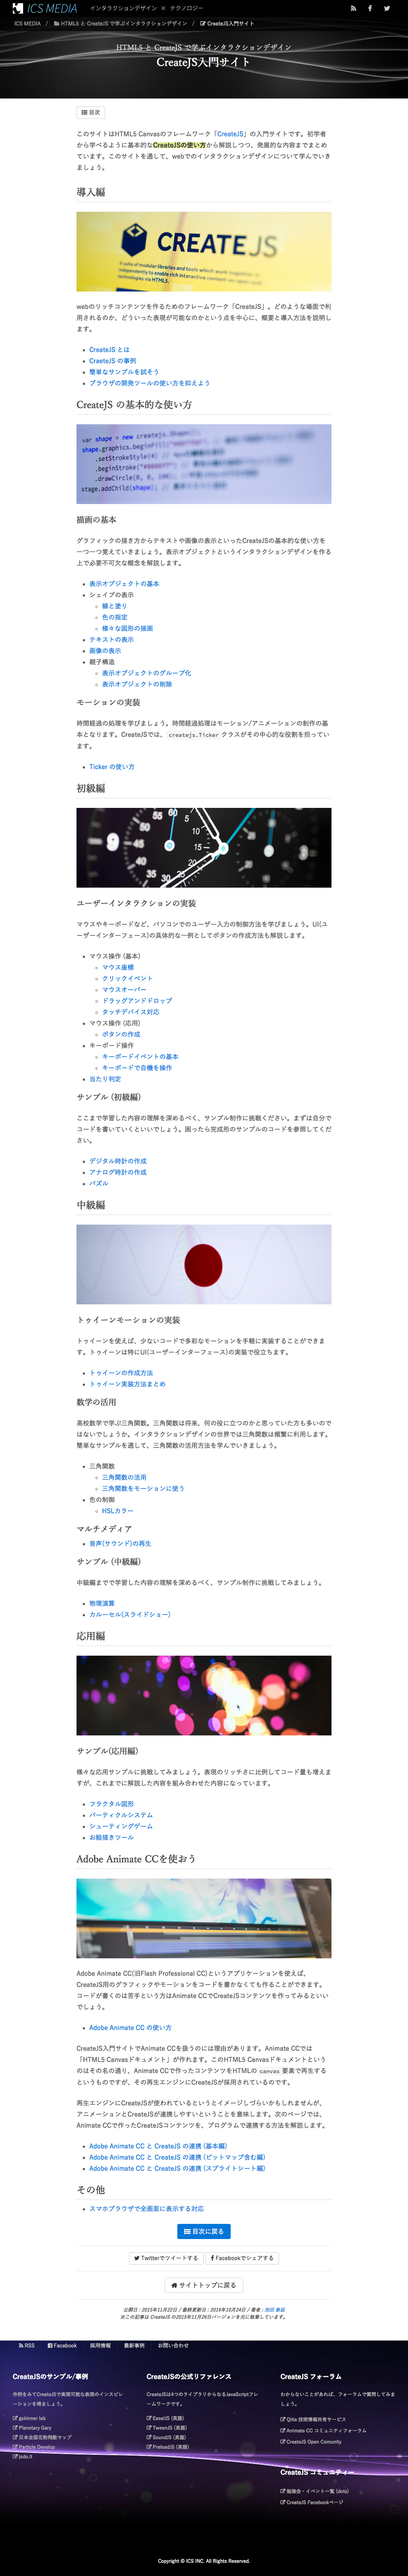 ICS MEDIA インタラクションデザイン × テクノロジー
ICS MEDIA / HTML5 と CreateJS で学ぶインタラクションデザイン / CreateJS入門サイト
HTML5 と CreateJS で学ぶインタラクションデザイン
CreateJS入門サイト
目次
このサイトはHTML5 Canvasのフレームワーク「CreateJS」の入門サイトです。初学者
から学べるように基本的なCreateJSの使い方から解説しつつ、発展的な内容までまとめ
ています。このサイトを通して、webでのインタラクションデザインについて学んでいき
ましょう。
導入編
CREATEJS
A suite of modular libraries and tools which work together or
independently to enable rich interactive content on open web
technologies via HTML5.
webのリッチコンテンツを作るためのフレームワーク「CreateJS」。どのような場面で利
用されるのか、どういった表現が可能なのかという点を中心に、概要と導入方法を説明し
ます。
CreateJS とは
CraeteJS の事例
簡単なサンプルを試そう
ブラウザの開発ツールの使い方を抑えよう
CreateJS の基本的な使い方
var shape = new createjs.Shape();
shape.graphics.beginFill(
.setStrokeStyle(4)
.beginStroke(
stage.addChild(shape)
描画の基本
グラフィックの描き方からテキストや画像の表示といったCreateJSの基本的な使い方を
一つ一つ覚えていきましょう。表示オブジェクトというインタラクションデザインを作る
上で必要不可欠な概念を解説します。
表示オブジェクトの基本
シェイプの表示
線と塗り
色の指定
様々な図形の描画
テキストの表示
画像の表示
親子構造
表示オブジェクトのグループ化
表示オブジェクトの削除
モーションの実装
時間経過の処理を学びましょう。時間経過処理はモーション/アニメーションの制作の基
本となります。CreateJSでは、createjs.Tickerクラスがその中心的な役割を担ってい
ます。
Ticker の使い方
初級編
ユーザーインタラクションの実装
マウスやキーボードなど、パソコンでのユーザー入力の制御方法を学びましょう。UI(ユ
ーザーインターフェース)の具体的な一例としてボタンの作成方法も解説します。
マウス操作 (基本)
マウス座標
クリックイベント
マウスオーバー
ドラッグアンドドロップ
タッチデバイス対応
マウス操作 (応用)
ボタンの作成
キーボード操作
キーボードイベントの基本
キーボードで自機を操作
当たり判定
サンプル (初級編)
ここまで学習した内容の理解を深めるべく、サンプル制作に挑戦ください。まずは自分で
コードを書いていくといいでしょう。困ったら完成形のサンプルのコードを参照してくだ
さい。
デジタル時計の作成
アナログ時計の作成
パズル
中級編
トゥイーンモーションの実装
トゥイーンを使えば、少ないコードで多彩なモーションを手軽に実装することができま
す。トゥイーンは特にUI(ユーザーインターフェース)の実装で役立ちます。
トゥイーンの作成方法
トゥイーン実装方法まとめ
数学の活用
高校数学で学ぶ三角関数。三角関数は将来、何の役に立つのかと思っていた方も多いので
はないでしょうか。インタラクションデザインの世界では三角関数は頻繁に利用します。
簡単なサンプルを通して、三角関数の活用方法を学んでいきましょう。
三角関数
三角関数の活用
三角関数をモーションに使う
色の制御
HSLカラー
マルチメディア
音声(サウンド)の再生
サンプル (中級編)
中級編までで学習した内容の理解を深めるべく、サンプル制作に挑戦してみましょう。
物理演算
カルーセル(スライドショー)
応用編
サンプル(応用編)
様々な応用サンプルに挑戦してみましょう。表現のリッチさに比例してコード量も増えま
すが、これまでに解説した内容を組み合わせた内容になっています。
フラクタル図形
パーティクルシステム
シューティングゲーム
お絵描きツール
Adobe Animate CCを使おう
Adobe Animate CC(旧Flash Professional CC)というアプリケーションを使えば、
CreateJS用のグラフィックやモーションをコードを書かなくても作ることができます。
コードが書くのは苦手という方はAnimate CCでCreateJSコンテンツを作ってみるとい
でしょう。
Adobe Animate CC の使い方
CreateJS入門サイトでAnimate CCを扱うのには理由があります。Animate CCでは
「HTML5 Canvasドキュメント」が作れます。このHTML5 Canvasドキュメントという
のはその名の通り、Animate CCで作ったコンテンツをHTMLの canvas 要素で再生する
というものですが、その再生エンジンにCreateJSが採用されているのです。
再生エンジンにCreateJSが使われているというとイメージしづらいかもしれませんが、
アニメーションとCreateJSが連携しやすいということを意味します。次のページでは、
Animate CCで作ったCreateJSコンテンツを、プログラムで連携する方法を解説します。
Adobe Animate CC と CreateJS の連携 (基本編)
Adobe Animate CC と CreateJS の連携 (ビットマップ含む編)
Adobe Animate CC と CreateJS の連携 (スプライトシート編)
その他
スマホブラウザで全画面に表示する対応
目次に戻る
Twitterでツイートする Facebookでシェアする
サイトトップに戻る
公開日 : 2015年11月22日 / 最終更新日 : 2016年10月24日 / 著者 : 池田 泰延
※この記事は CreateJS の2015年11月26日バージョンを元に執筆しています。
RSS Facebook 採用情報 最新事例 お問い合わせ
CreateJSのサンプル/事例
作例をみてCreateJSで実現可能な表現のインスピレ
ーションを得ましょう。
gskinner lab
Planetary Gary
日本全国花粉飛散マップ
Particle Develop
jsdo.it
CreateJSの公式リファレンス
CreateJSは4つのライブラリからなるJavaScriptフレ
ームワークです。
EaselJS (英語)
TweenJS (英語)
SoundJS (英語)
PreloadJS (英語)
CreateJS フォーラム
わからないことがあれば、フォーラムで質問してみま
しょう。
Qiita 技術情報共有サービス
Animate CC コミュニティフォーラム
CreateJS Open Comunity
CreateJS コミュニティー
勉強会・イベント一覧 (dots)
CreateJS Facebookページ
Copyright © ICS INC. All Rights Reserved.